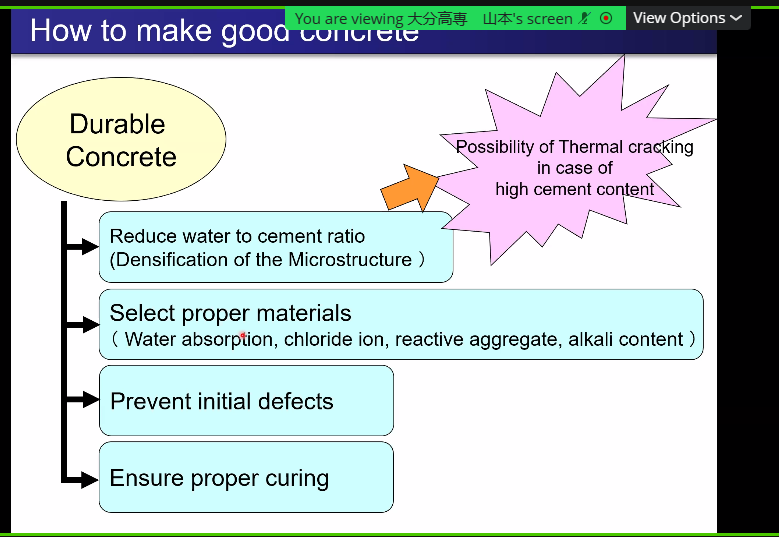 You are viewing 大分高専 山本's screen
View Options
How to make good concrete
Durable
Concrete
Possibility of Thermal cracking
in case of
high cement content
Reduce water to cement ratio
(Densification of the Microstructure ）
Select proper materials
（ Water absorption, chloride ion, reactive aggregate, alkali content ）
Prevent initial defects
Ensure proper curing